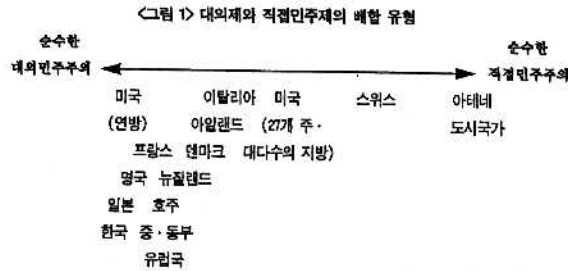 <그림 1> 대의제와 직접민주제의 배합 유형
순수한 순수한
대외민주주의 직접민주주의
미국 이탈리아 미국 스위스 아테네
(연방) 아일랜드 (27개 주· 도시국가
프랑스 덴마크 대다수의 지방)
영국 뉴질랜드
일본 호주
한국 중·동부
유럽국